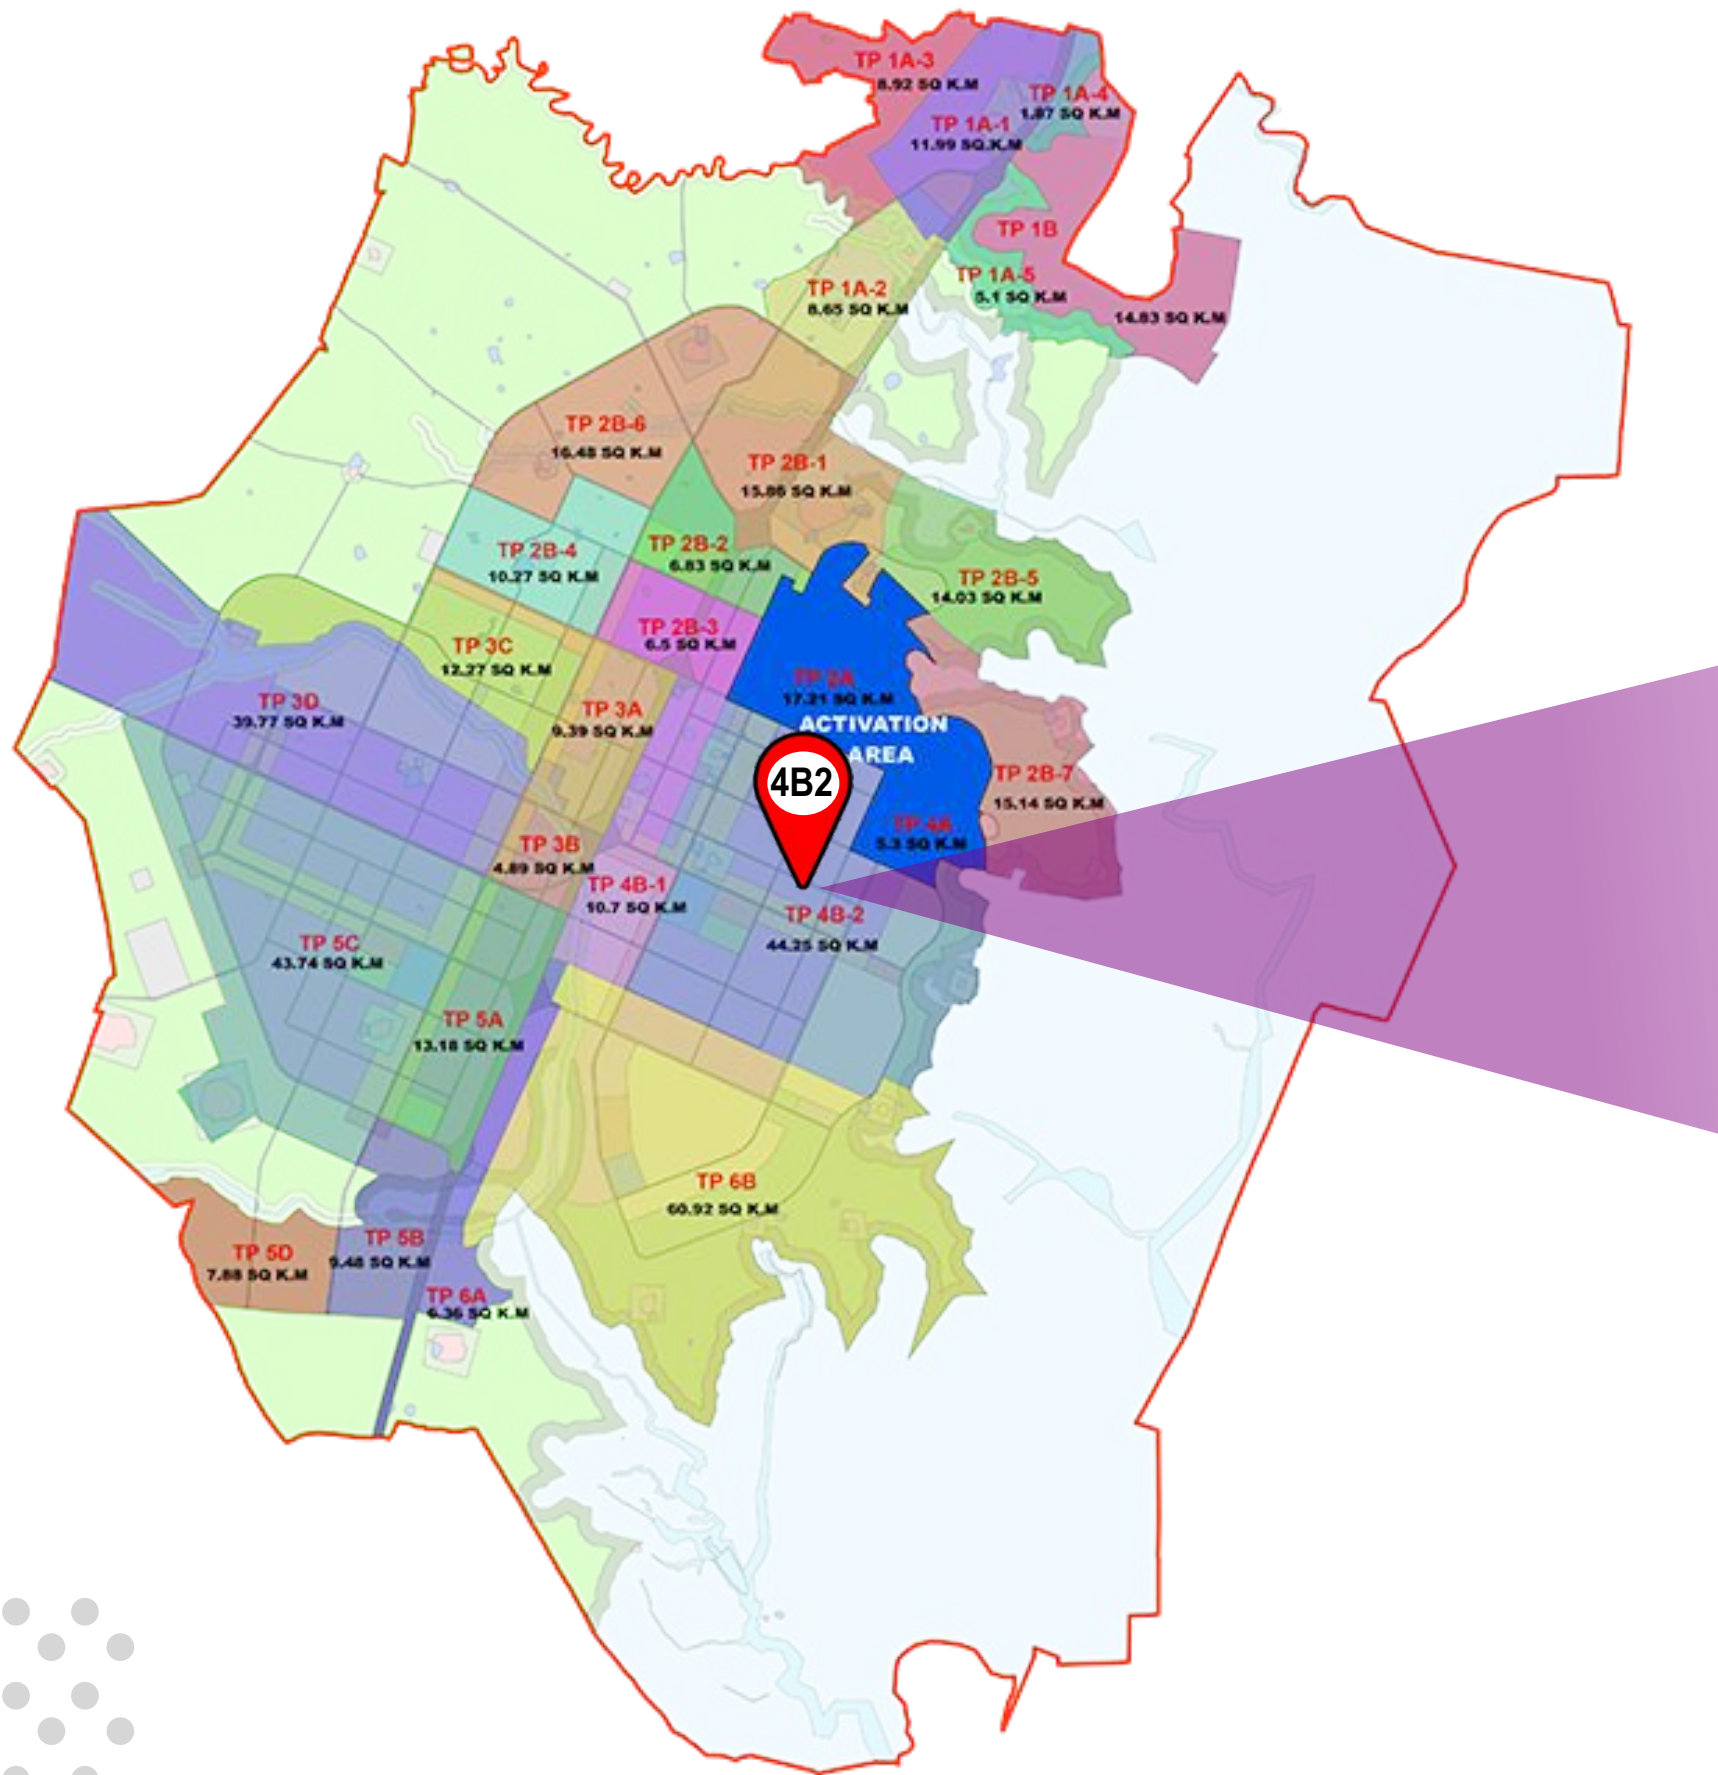 TP 1A-3
8.92 SQ K.M
TP 1A-4
1.87 SQ K.M
TP 1A-1
11.99 SQ.K.M
TP 1B
14.83 SQ K.M
TP 1A-5
5.1 SQ K.M
TP 1A-2
8.65 SQ K.M
TP 2B-6
16.48 SQ K.M
TP 2B-1
15.86 SQ K.M
TP 2B-4
10.27 SQ K.M
TP 2B-2
6.83 SQ K.M
TP 2B-5
14.03 SQ K.M
TP 2B-3
6.5 SQ K.M
TP 3C
12.27 SQ K.M
TP 2A
17.21 SQ K.M
ACTIVATION
AREA
TP 3D
39.77 SQ K.M
TP 3A
9.39 SQ K.M
4B2
TP 2B-7
15.14 SQ K.M
TP 4A
5.3 SQ K.M
TP 3B
4.89 SQ K.M
TP 4B-1
10.7 SQ K.M
TP 4B-2
44.25 SQ K.M
TP 5C
43.74 SQ K.M
TP 5A
13.18 SQ K.M
TP 6B
60.92 SQ K.M
TP 5D
7.88 SQ K.M
TP 5B
9.48 SQ K.M
TP 6A
6.36 SQ K.M